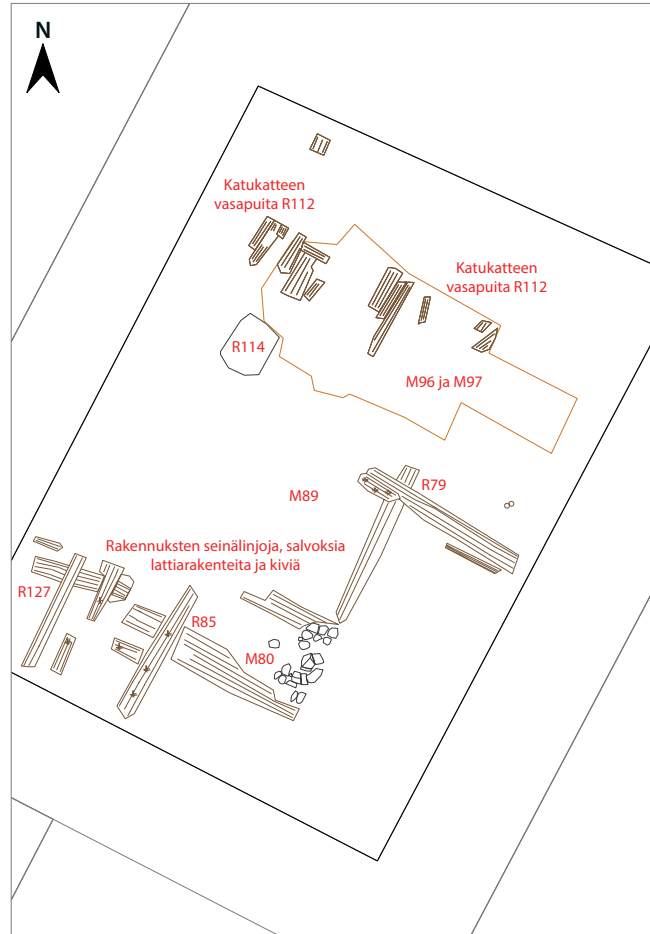 N
Katukatteen
vasapuita R112
Katukatteen
vasapuita R112
R114
M96 ja M97
R79
M89
Rakennuksten seinälinjoja, salvoksia
lattiarakenteita ja kiviä
R127
R85
M80